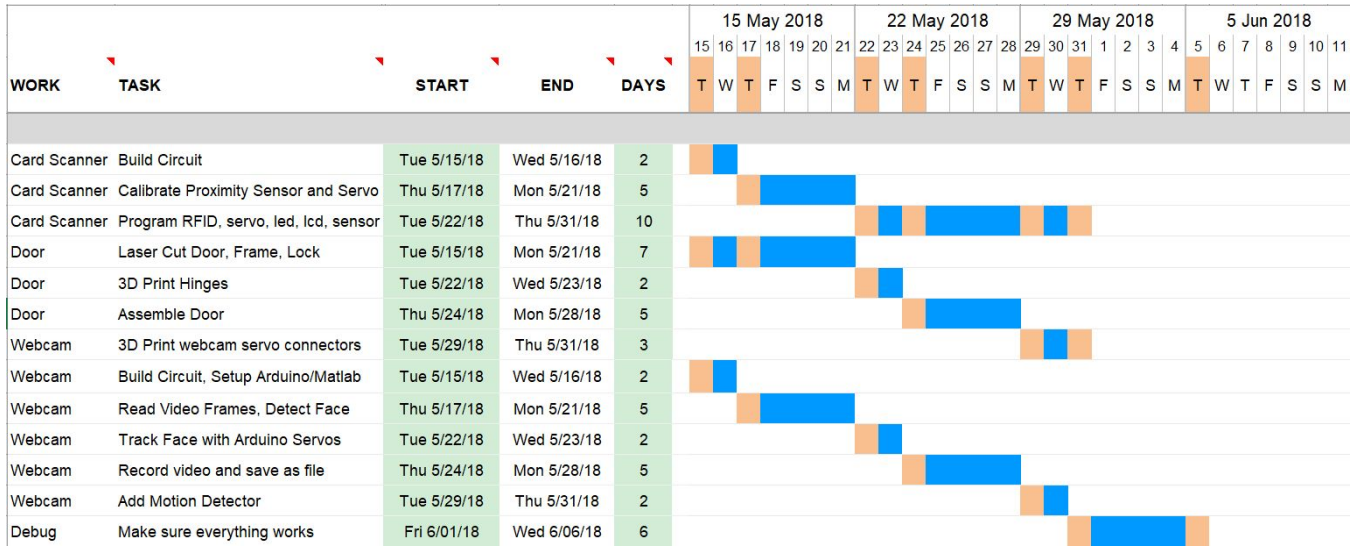 15 May 2018 22 May 2018 29 May 2018 5 Jun 2018
15 16 17 18 19 20 21 22 23 24 25 26 27 28 29 30 31 1 2 3 4 5 6 7 8 9 10 11
WORK TASK START END DAYS T W T F S S M T W T F S S M T W T F S S M T W T F S S M
Card Scanner Build Circuit Tue 5/15/18 Wed 5/16/18 2
Card Scanner Calibrate Proximity Sensor and Servo Thu 5/17/18 Mon 5/21/18 5
Card Scanner Program RFID, servo, led, lcd, sensor Tue 5/22/18 Thu 5/31/18 10
Door Laser Cut Door, Frame, Lock Tue 5/15/18 Mon 5/21/18 7
Door 3D Print Hinges Tue 5/22/18 Wed 5/23/18 2
Door Assemble Door Thu 5/24/18 Mon 5/28/18 5
Webcam 3D Print webcam servo connectors Tue 5/29/18 Thu 5/31/18 3
Webcam Build Circuit, Setup Arduino/Matlab Tue 5/15/18 Wed 5/16/18 2
Webcam Read Video Frames, Detect Face Thu 5/17/18 Mon 5/21/18 5
Webcam Track Face with Arduino Servos Tue 5/22/18 Wed 5/23/18 2
Webcam Record video and save as file Thu 5/24/18 Mon 5/28/18 5
Webcam Add Motion Detector Tue 5/29/18 Thu 5/31/18 2
Debug Make sure everything works Fri 6/01/18 Wed 6/06/18 6